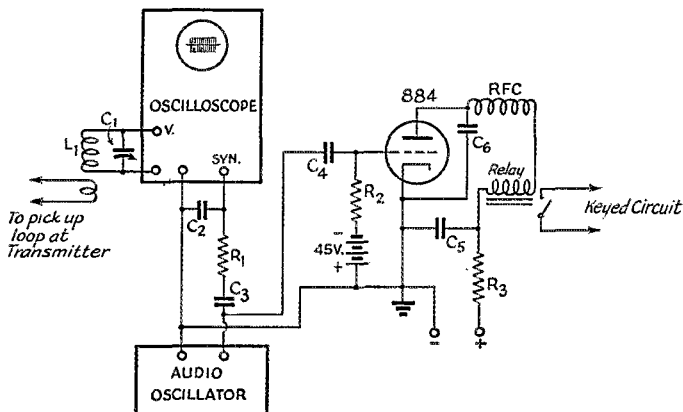 OSCILLOSCOPE
V.
SYN.
L1
C1
C2
R1
C3
To pick up
loop at
Transmitter
AUDIO
OSCILLATOR
C4
884
RFC
C6
R2
Relay
Keyed Circuit
-
45V.
+
C5
R3
-
+